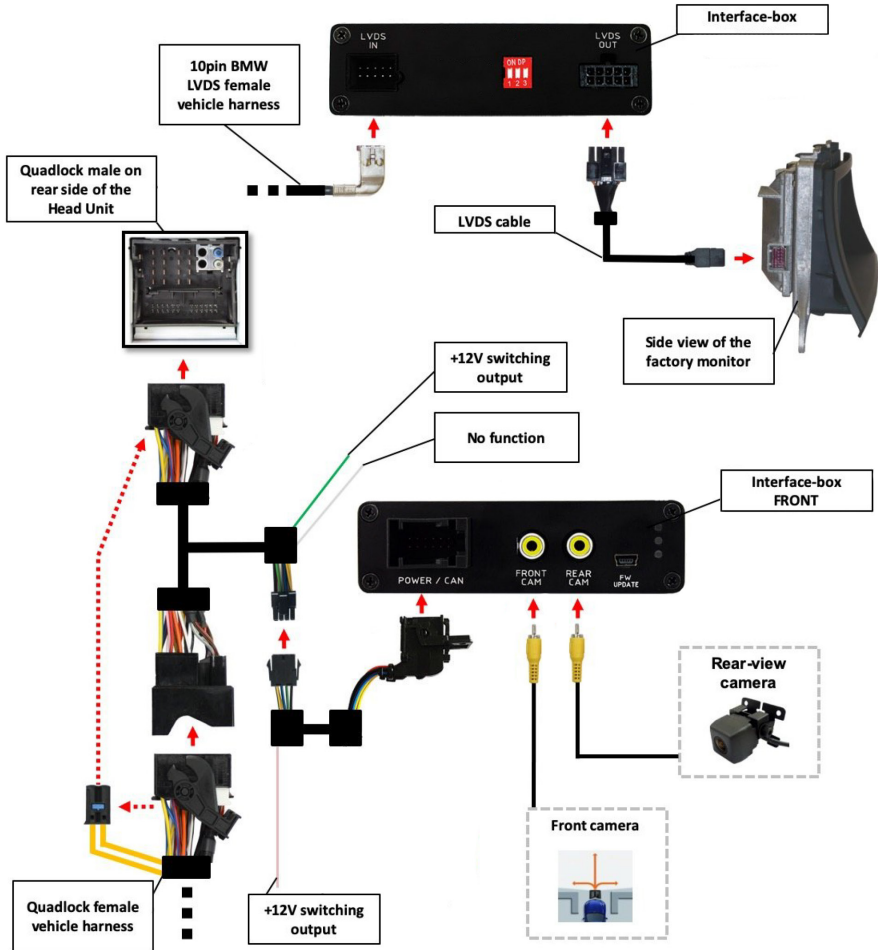 Interface-box
LVDS
IN
ON DP
1 2 3
LVDS
OUT
10pin BMW
LVDS female
vehicle harness
Quadlock male on
rear side of the
Head Unit
LVDS cable
Side view of the
factory monitor
+12V switching
output
No function
Interface-box
FRONT
POWER / CAN
FRONT
CAM
REAR
CAM
FW
UPDATE
Rear-view
camera
Front camera
Quadlock female
vehicle harness
+12V switching
output